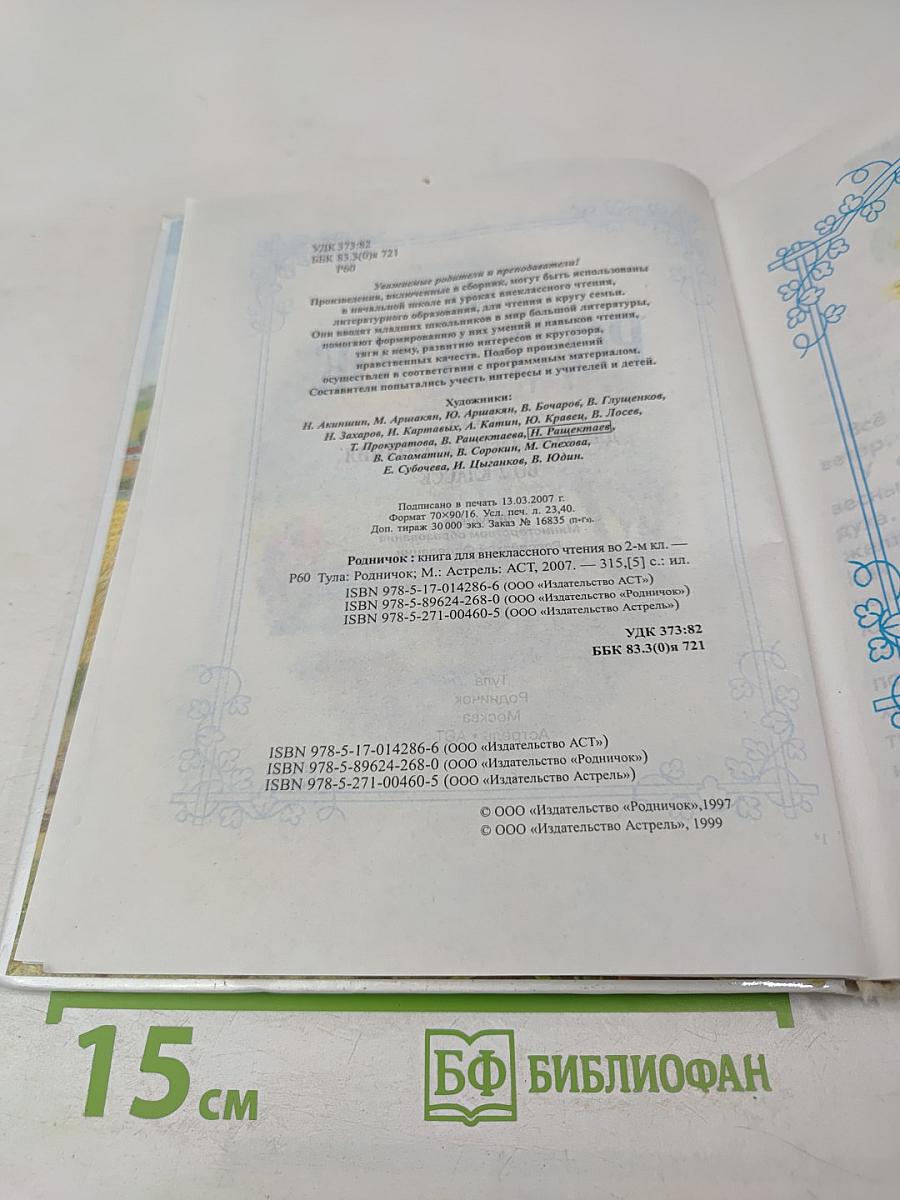 УДК 373:82
ББК 83.3(0)я 721
Р60
Уважаемые родители и преподаватели!
Произведения, включенные в сборник, могут быть использованы
в начальной школе на уроках внеклассного чтения,
литературного образования, для чтения в кругу семьи.
Они вводят младших школьников в мир большой литературы,
помогают формированию у них умений и навыков чтения,
тяги к нему, развитию интересов и кругозора,
нравственных качеств. Подбор произведений
осуществлен в соответствии с программным материалом.
Составители попытались учесть интересы и учителей и детей.
Художники:
Н. Акиншин, М. Аршакян, Ю. Аршакян, В. Бочаров, В. Глущенков,
Н. Захаров, И. Картавых, А. Катин, Ю. Кравец, В. Лосев,
Т. Прокуратова, В. Ращектаева, Н. Ращектаев,
В. Соломатин, В. Сорокин, М. Спехова,
Е. Субочева, И. Цыганков, В. Юдин.
Подписано в печать 13.03.2007 г.
Формат 70×90/16. Усл. печ. л. 23,40.
Доп. тираж 30 000 экз. Заказ № 16835 (п+гз).
Родничок : книга для внеклассного чтения во 2-м кл. —
Р60 Тула: Родничок; М.: Астрель: АСТ, 2007. — 315,[5] с.: ил.
ISBN 978-5-17-014286-6 (ООО «Издательство АСТ»)
ISBN 978-5-89624-268-0 (ООО «Издательство «Родничок»)
ISBN 978-5-271-00460-5 (ООО «Издательство Астрель»)
УДК 373:82
ББК 83.3(0)я 721
ISBN 978-5-17-014286-6 (ООО «Издательство АСТ»)
ISBN 978-5-89624-268-0 (ООО «Издательство «Родничок»)
ISBN 978-5-271-00460-5 (ООО «Издательство Астрель»)
© ООО «Издательство «Родничок»,1997
© ООО «Издательство Астрель», 1999
15 см
БФ БИБЛИОФАН